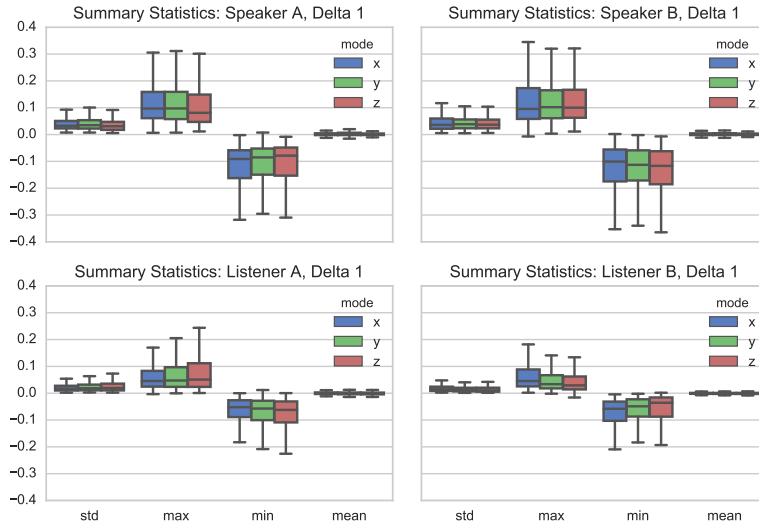 Summary Statistics: Speaker A, Delta 1
0.4
0.3
0.2
0.1
0.0
−0.1
−0.2
−0.3
−0.4
mode
x
y
z
Summary Statistics: Speaker B, Delta 1
mode
x
y
z
Summary Statistics: Listener A, Delta 1
0.4
0.3
0.2
0.1
0.0
−0.1
−0.2
−0.3
−0.4
mode
x
y
z
std max min mean
Summary Statistics: Listener B, Delta 1
mode
x
y
z
std max min mean